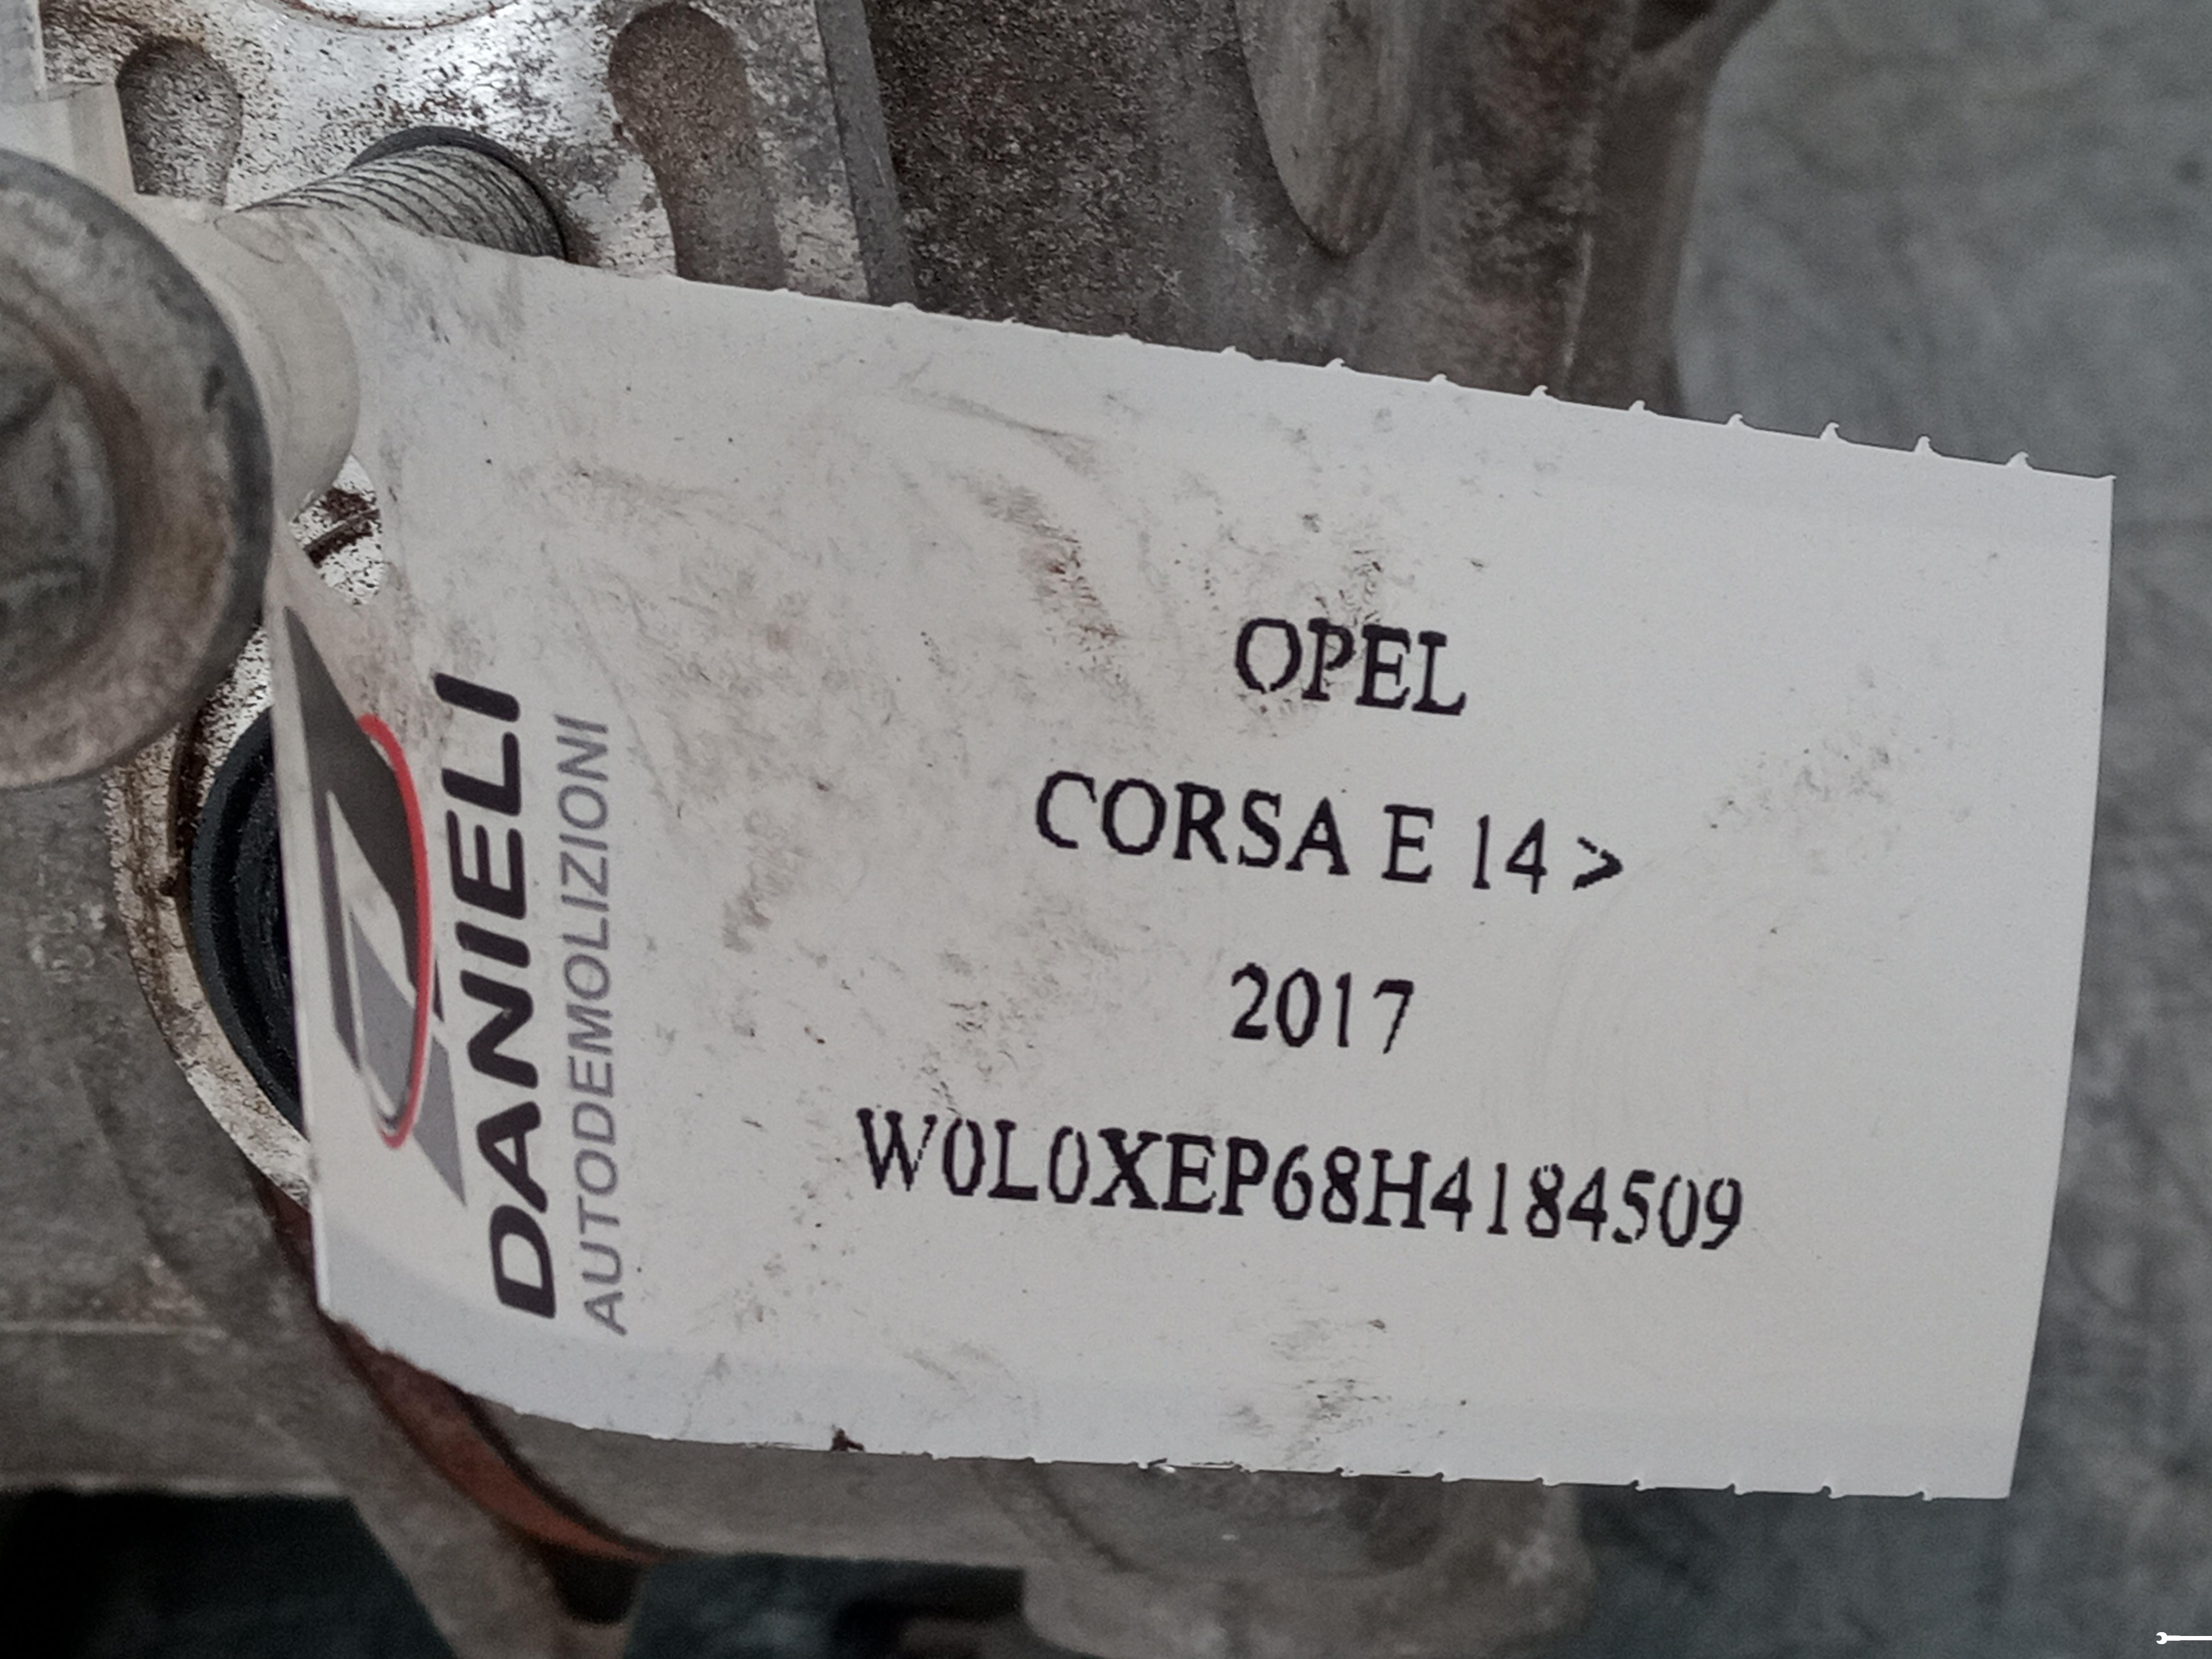 DANIELI
AUTODEMOLIZIONI
OPEL
CORSA E 14 >
2017
W0L0XEP68H4184509